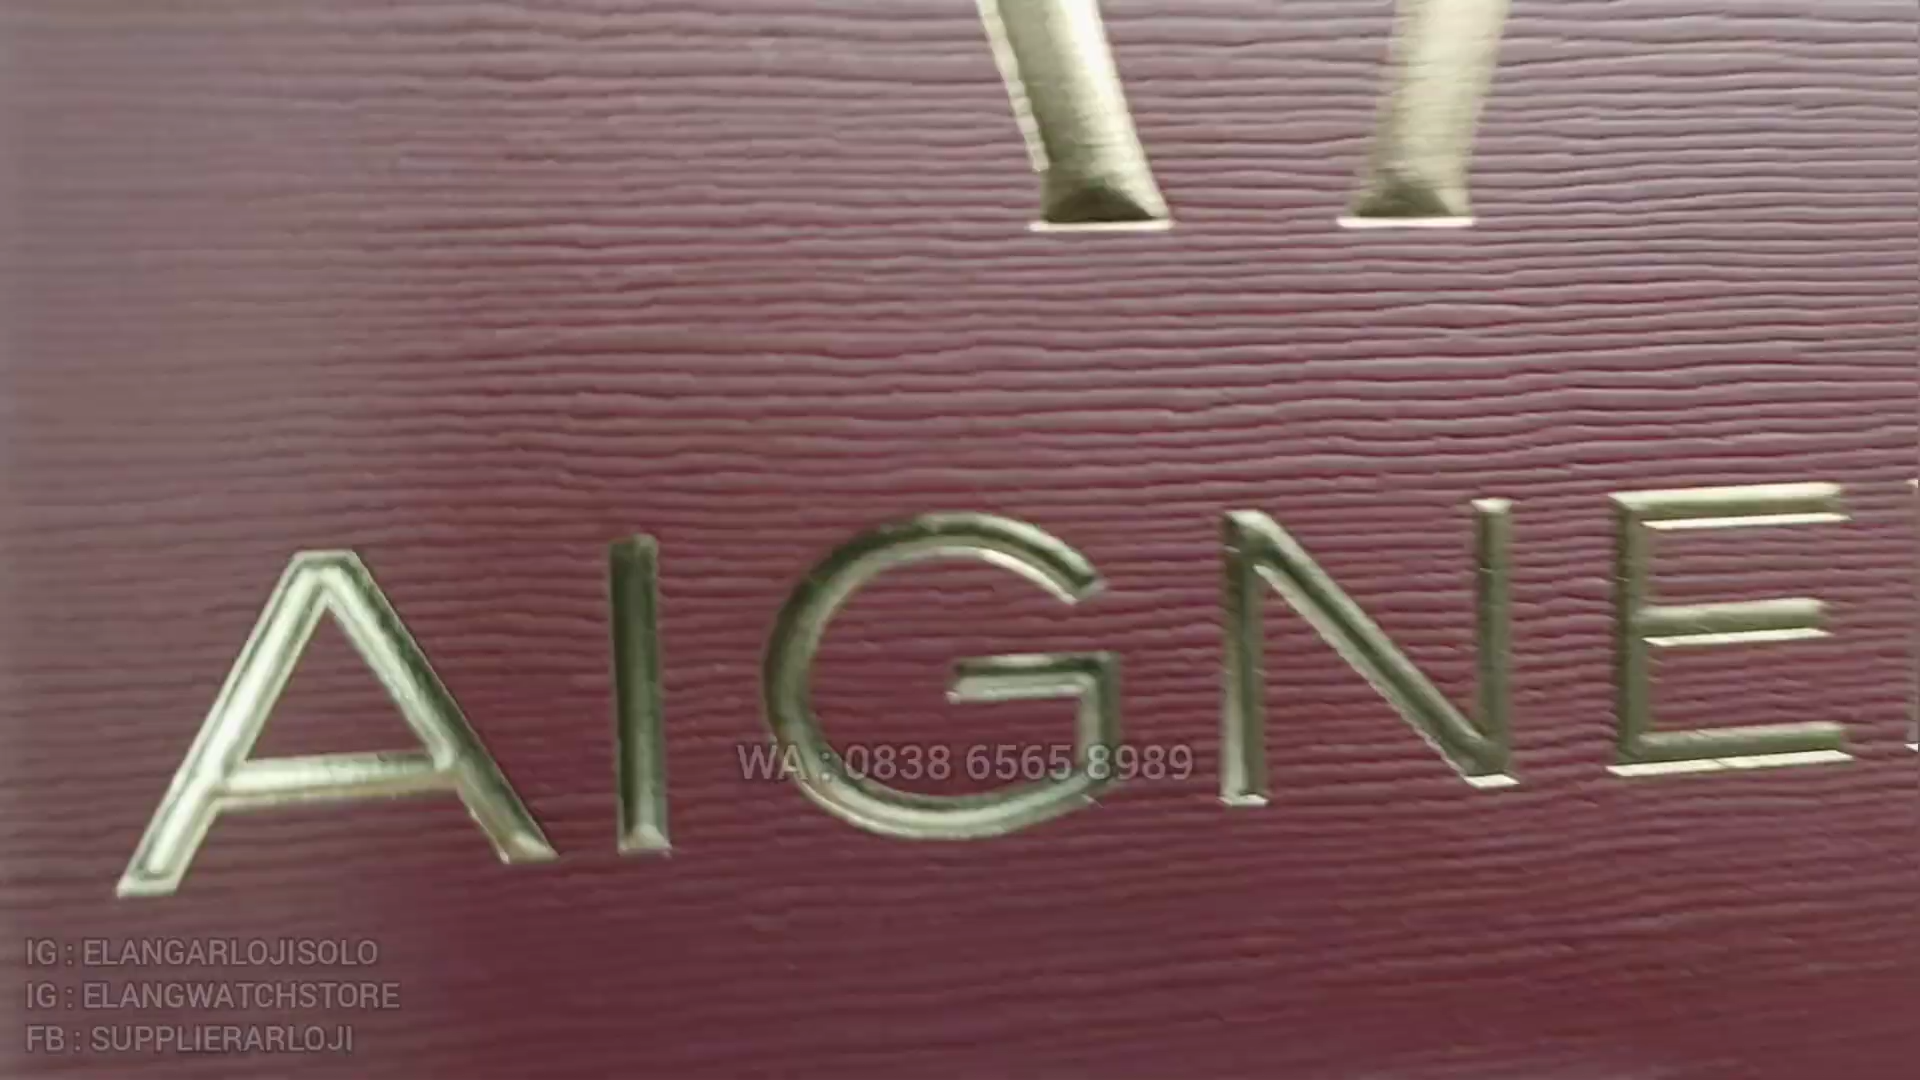 AIGNE
WA : 0838 6565 8989
IG : ELANGARLOJISOLO
IG : ELANGWATCHSTORE
FB : SUPPLIERARLOJI